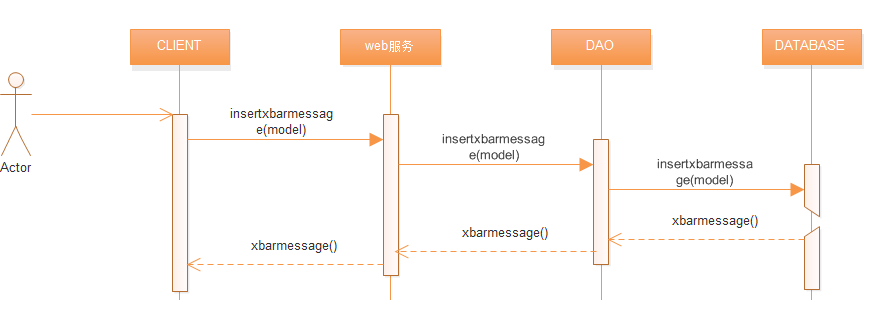 CLIENT
web服务
DAO
DATABASE
Actor
insertxbarmessag
e(model)
insertxbarmessag
e(model)
insertxbarmessa
ge(model)
xbarmessage()
xbarmessage()
xbarmessage()